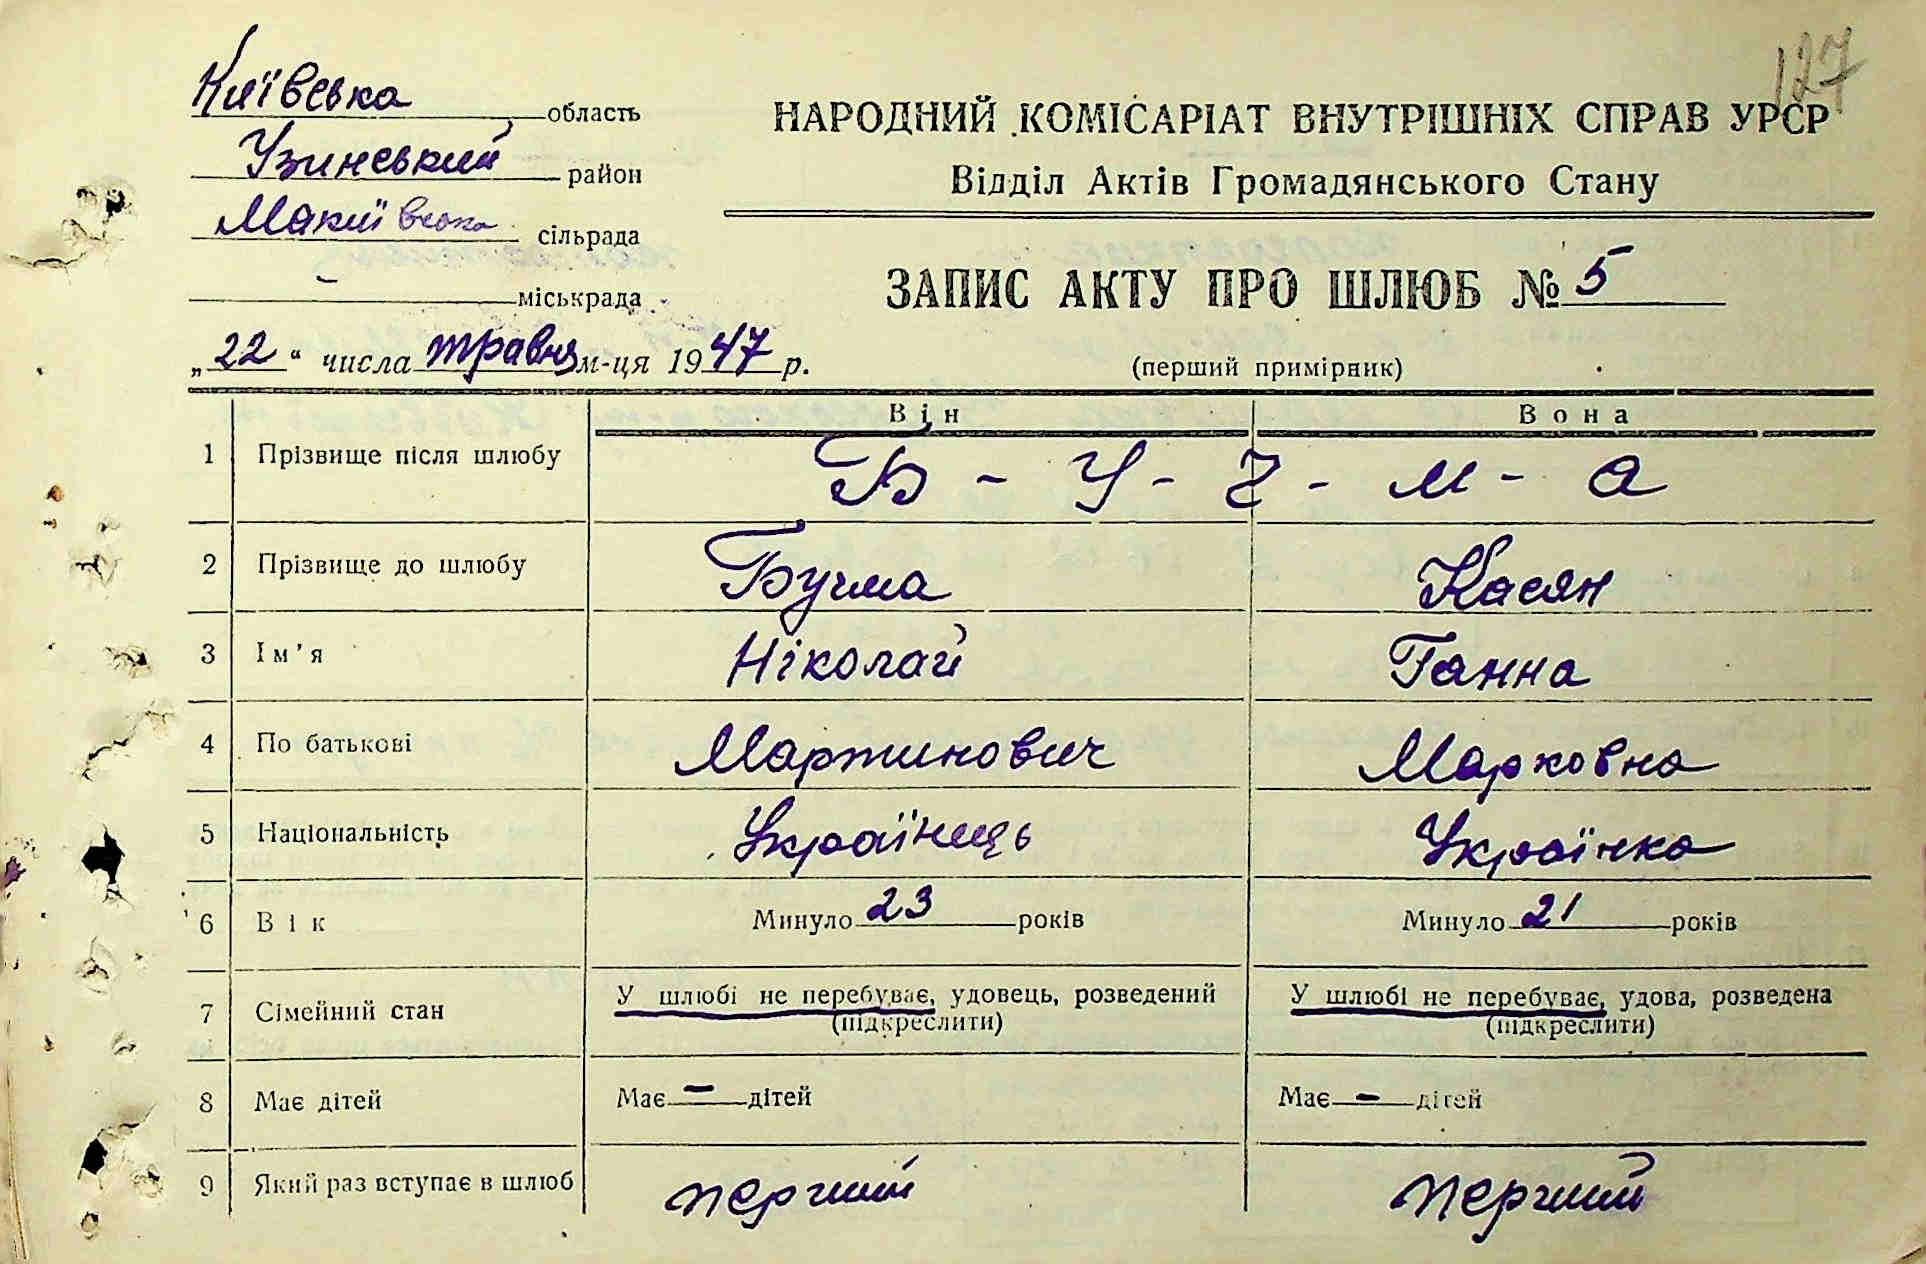 127
Київська область
Узинський район
Макиївська сільрада
– міськрада
„22“ числа травня м-ця 1947 р.
НАРОДНИЙ КОМІСАРІАТ ВНУТРІШНІХ СПРАВ УРСР
Відділ Актів Громадянського Стану
ЗАПИС АКТУ ПРО ШЛЮБ № 5
(перший примірник)
Він Вона
1 Прізвище після шлюбу Б - У - Ч - М - а
2 Прізвище до шлюбу Бучма Касян
3 Ім'я Ніколай Ганна
4 По батькові Мартинович Марковна
5 Національність Українець Українка
6 Вік Минуло 23 років Минуло 21 років
7 Сімейний стан У шлюбі не перебуває, удовець, розведений У шлюбі не перебуває, удова, розведена
(підкреслити) (підкреслити)
8 Має дітей Має – дітей Має – дітей
9 Який раз вступає в шлюб перший перший